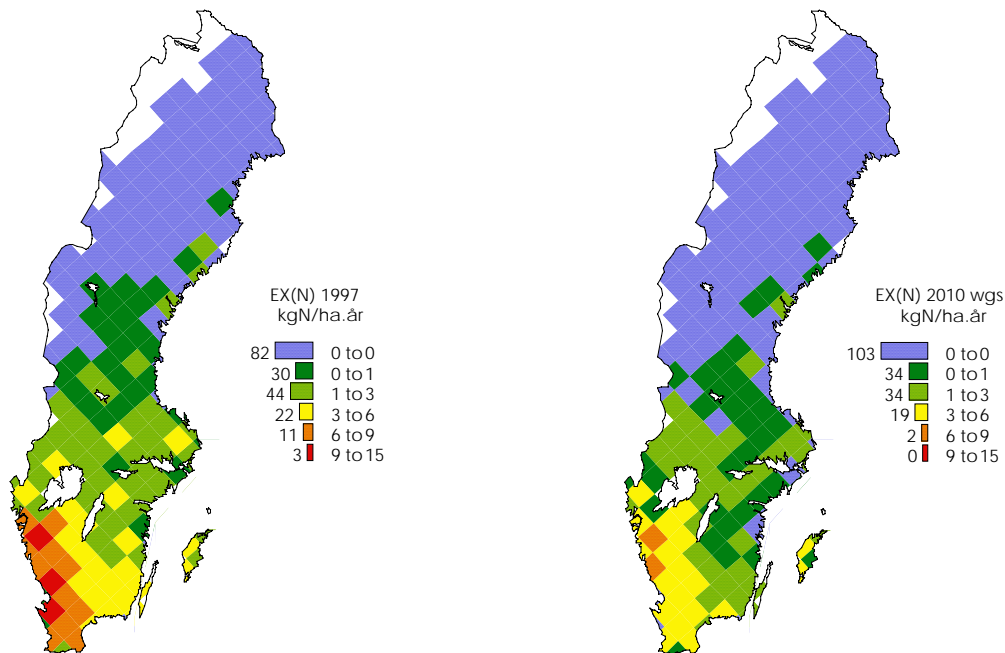 EX(N) 1997
kgN/ha.år
82 0 to 0
30 0 to 1
44 1 to 3
22 3 to 6
11 6 to 9
3 9 to 15
EX(N) 2010 wgs
kgN/ha.år
103 0 to 0
34 0 to 1
34 1 to 3
19 3 to 6
2 6 to 9
0 9 to 15